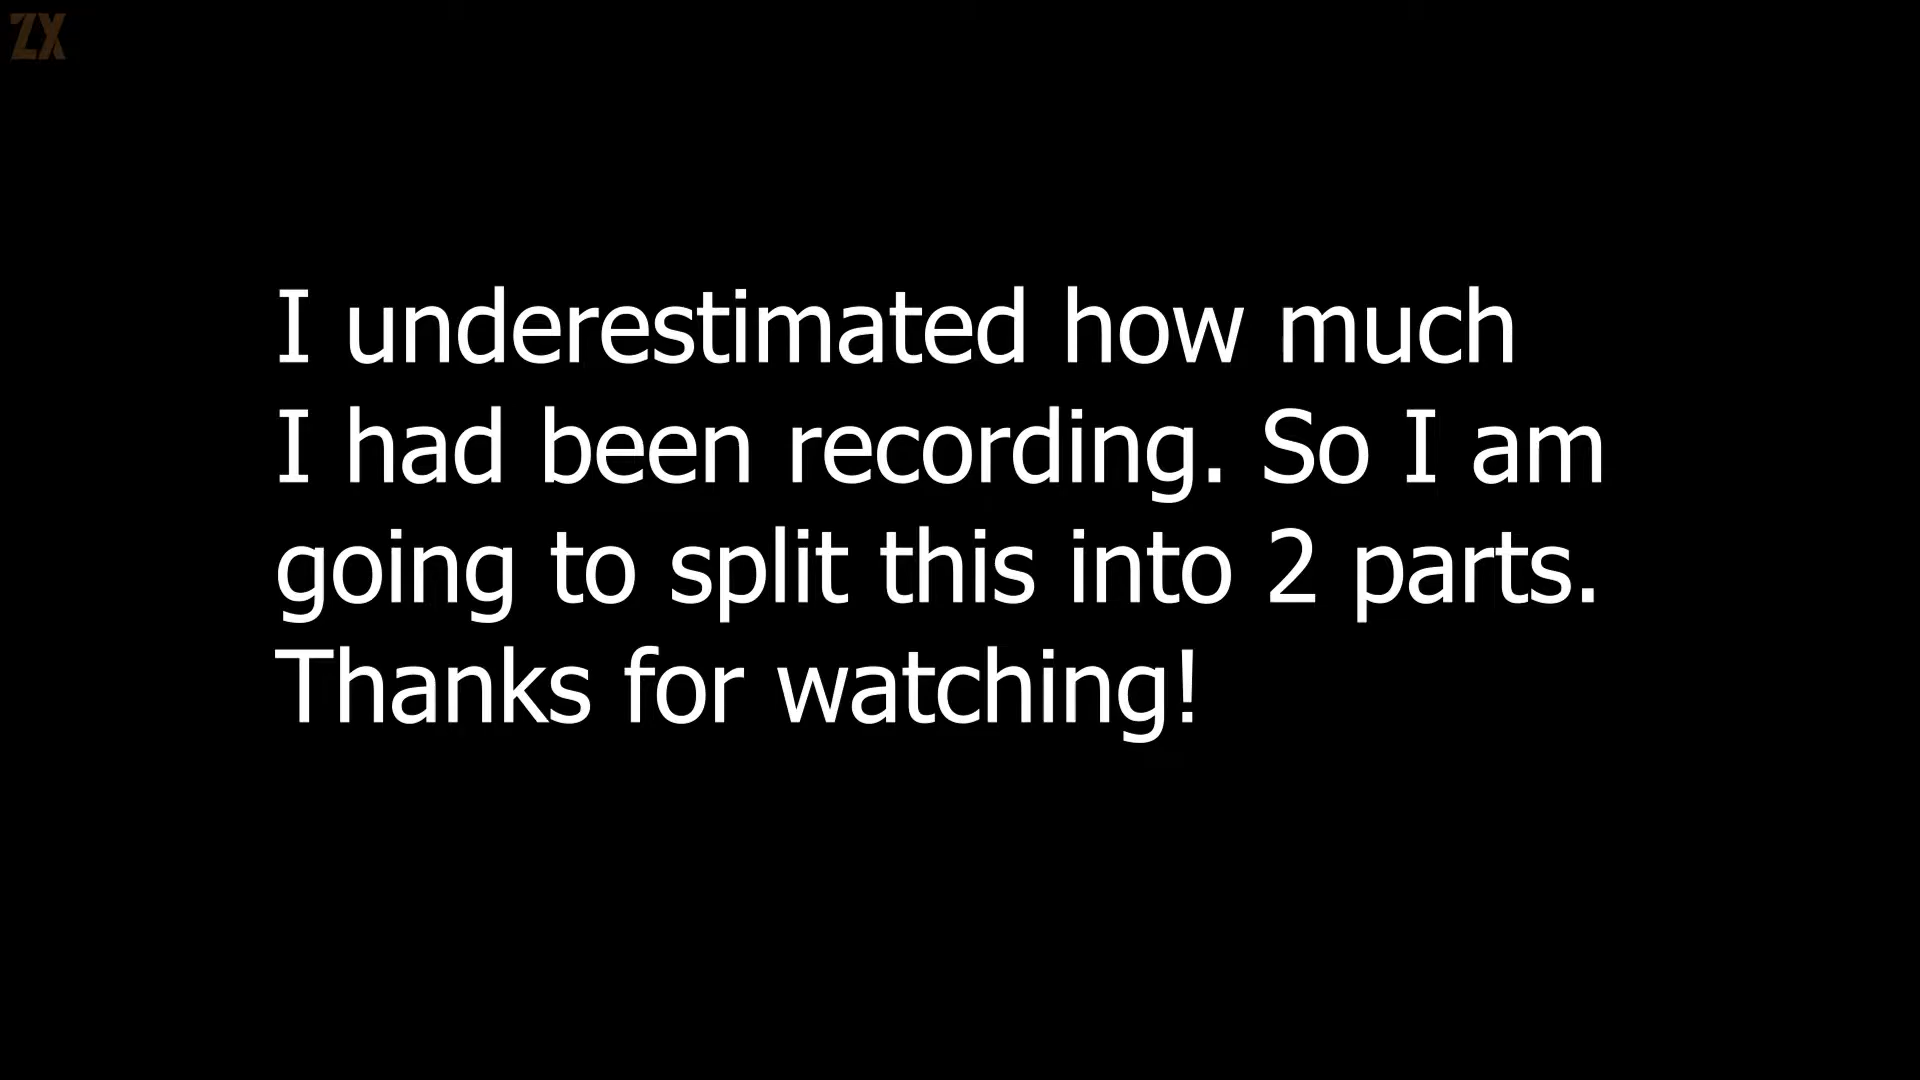 ZX
I underestimated how much
I had been recording. So I am
going to split this into 2 parts.
Thanks for watching!